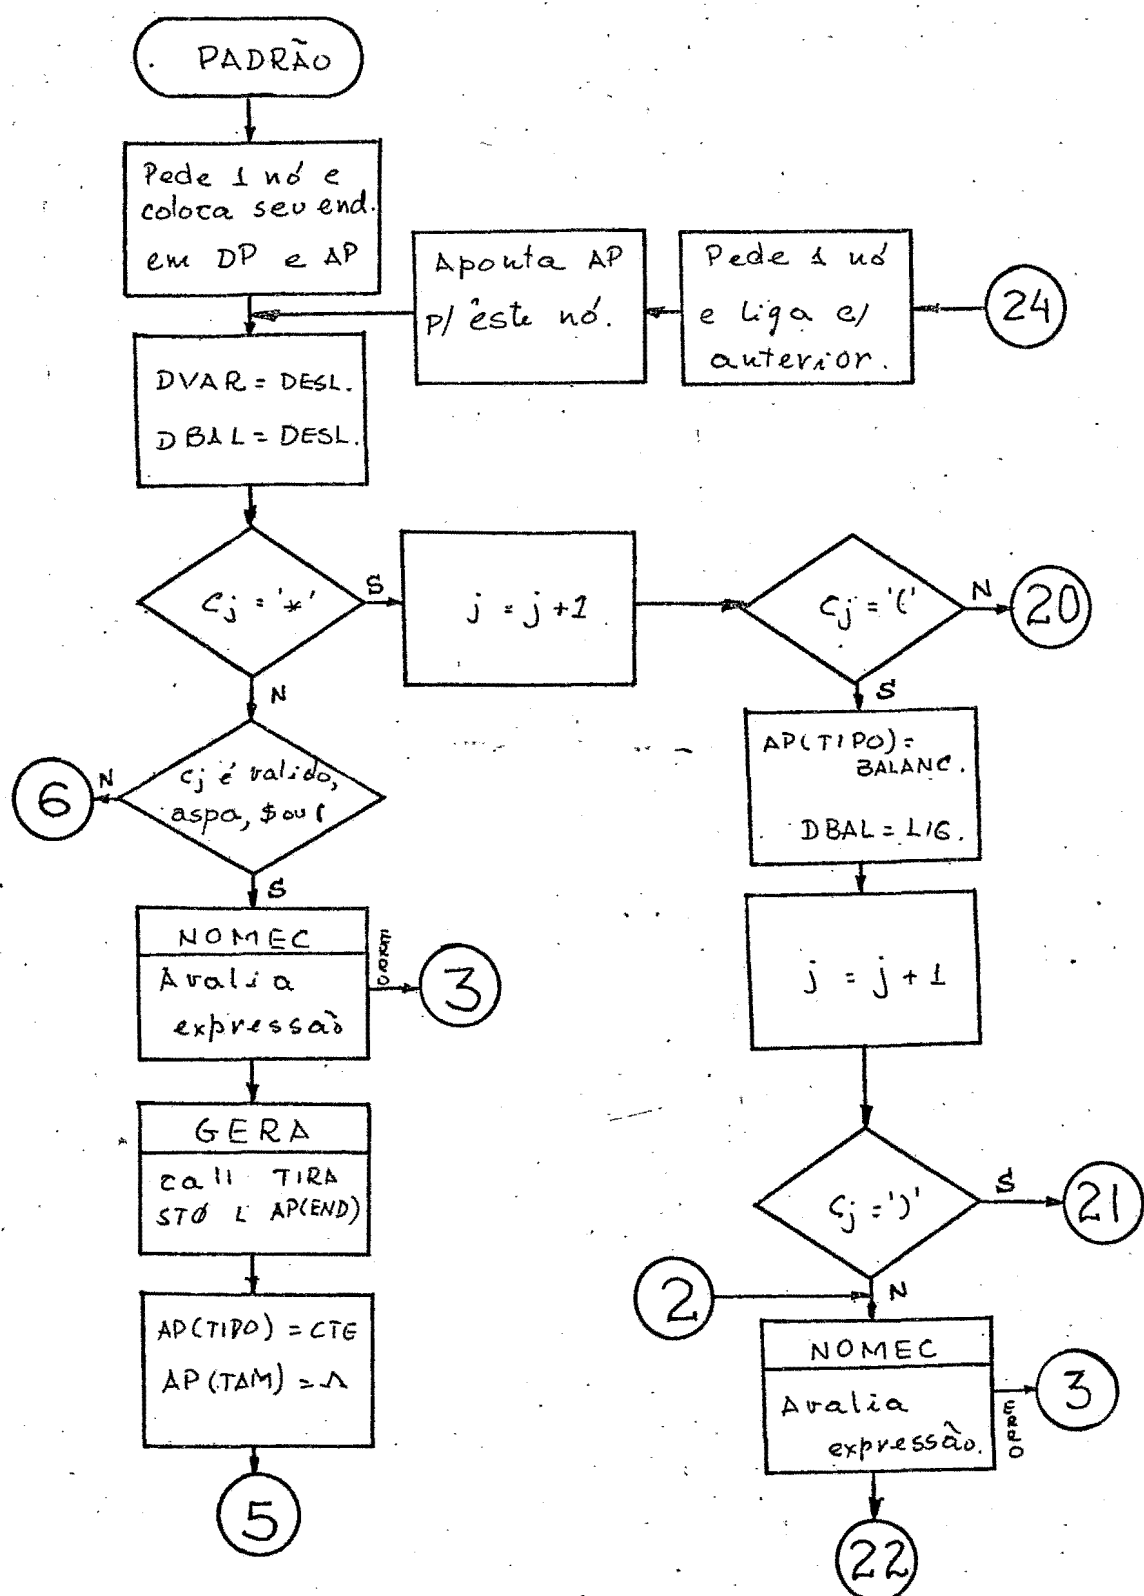 PADRÃO
Pede 1 nó e
coloca seu end.
em DP e AP
Aponta AP
p/ êste nó.
Pede 1 nó
e liga c/
anterior.
24
DVAR = DESL.
DBAL = DESL.
Cj = '*'
S
N
j = j + 1
Cj = '('
N
S
20
Cj é valido,
aspa, $ ou (
N
S
6
AP(TIPO) =
BALANC.
DBAL = LIG.
j = j + 1
NOMEC
Avalia
expressão
ERRO
3
GERA
call TIRA
STØ L AP(END)
Cj = ')'
S
N
21
2
AP(TIPO) = CTE
AP(TAM) = Λ
5
NOMEC
Avalia
expressão.
ERRO
3
22